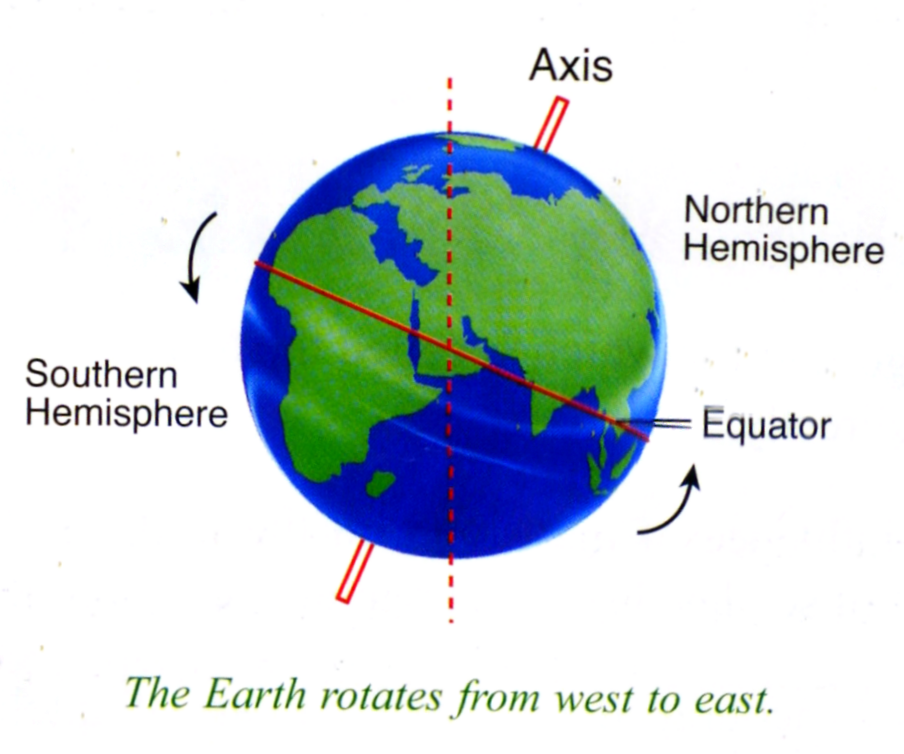 Axis
Northern
Hemisphere
Southern
Hemisphere
Equator
The Earth rotates from west to east.